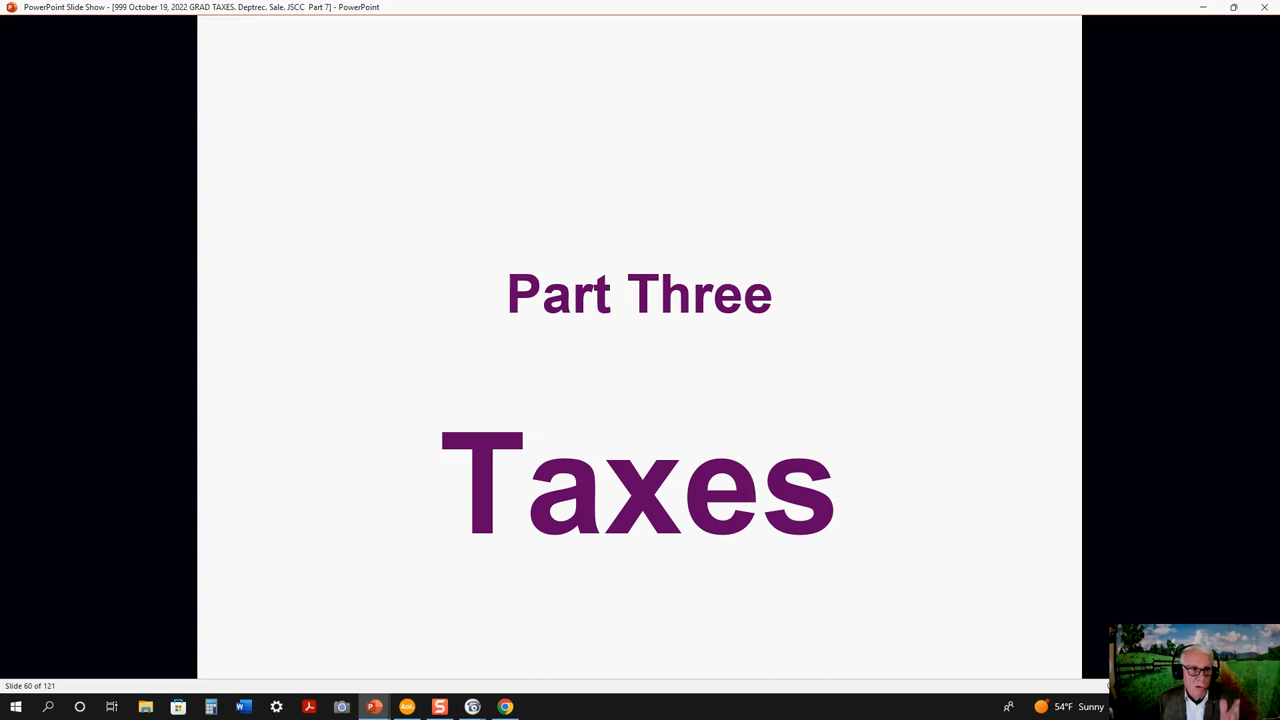 PowerPoint Slide Show - [999 October 19, 2022 GRAD TAXES. Deptrec. Sale. JSCC  Part 7] - PowerPoint
Part Three
Taxes
Slide 60 of 121
W
P
Aol.
S
54°F Sunny